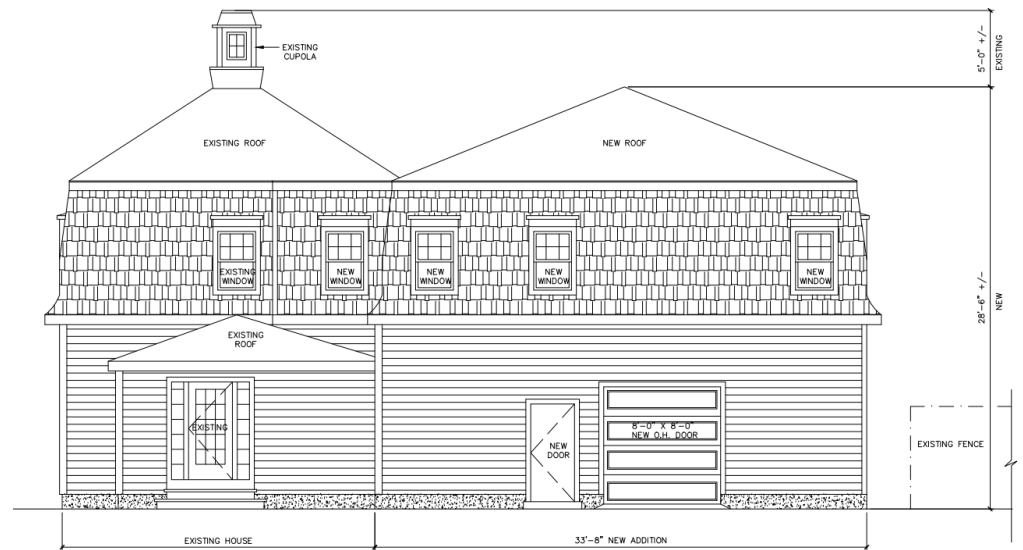 EXISTING
CUPOLA
5'-0" +/-
EXISTING
EXISTING ROOF
NEW ROOF
EXISTING
WINDOW
NEW
WINDOW
NEW
WINDOW
NEW
WINDOW
NEW
WINDOW
28'-6" +/-
NEW
EXISTING
ROOF
EXISTING
NEW
DOOR
8'-0" X 8'-0"
NEW O.H. DOOR
EXISTING FENCE
EXISTING HOUSE
33'-8" NEW ADDITION